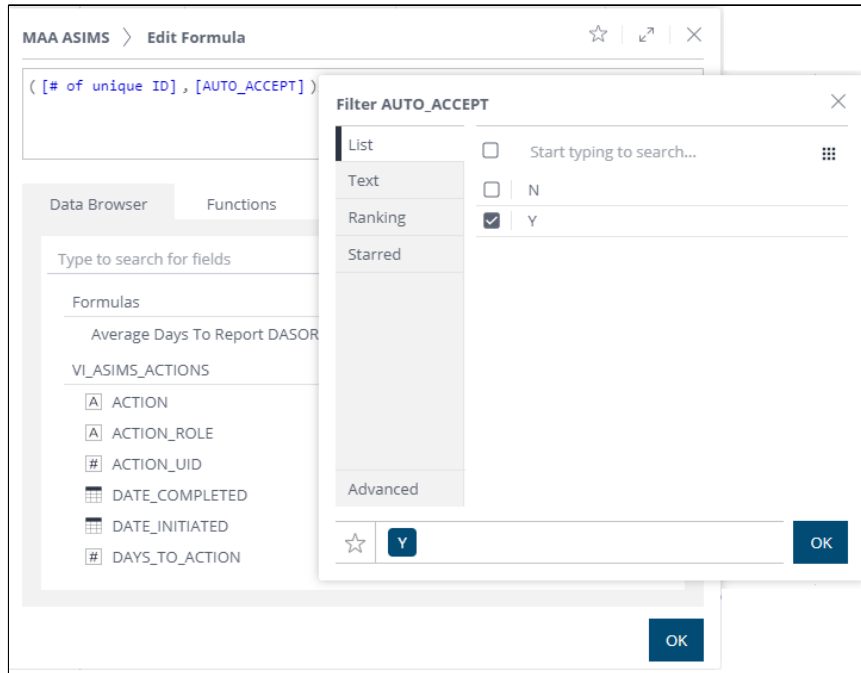 MAA ASIMS > Edit Formula
([# of unique ID],[AUTO_ACCEPT])
Data Browser
Functions
Type to search for fields
Formulas
Average Days To Report DASOR
VI_ASIMS_ACTIONS
A ACTION
A ACTION_ROLE
# ACTION_UID
DATE_COMPLETED
DATE_INITIATED
# DAYS_TO_ACTION
OK
Filter AUTO_ACCEPT
List
Text
Ranking
Starred
Advanced
Start typing to search...
N
Y
Y
OK